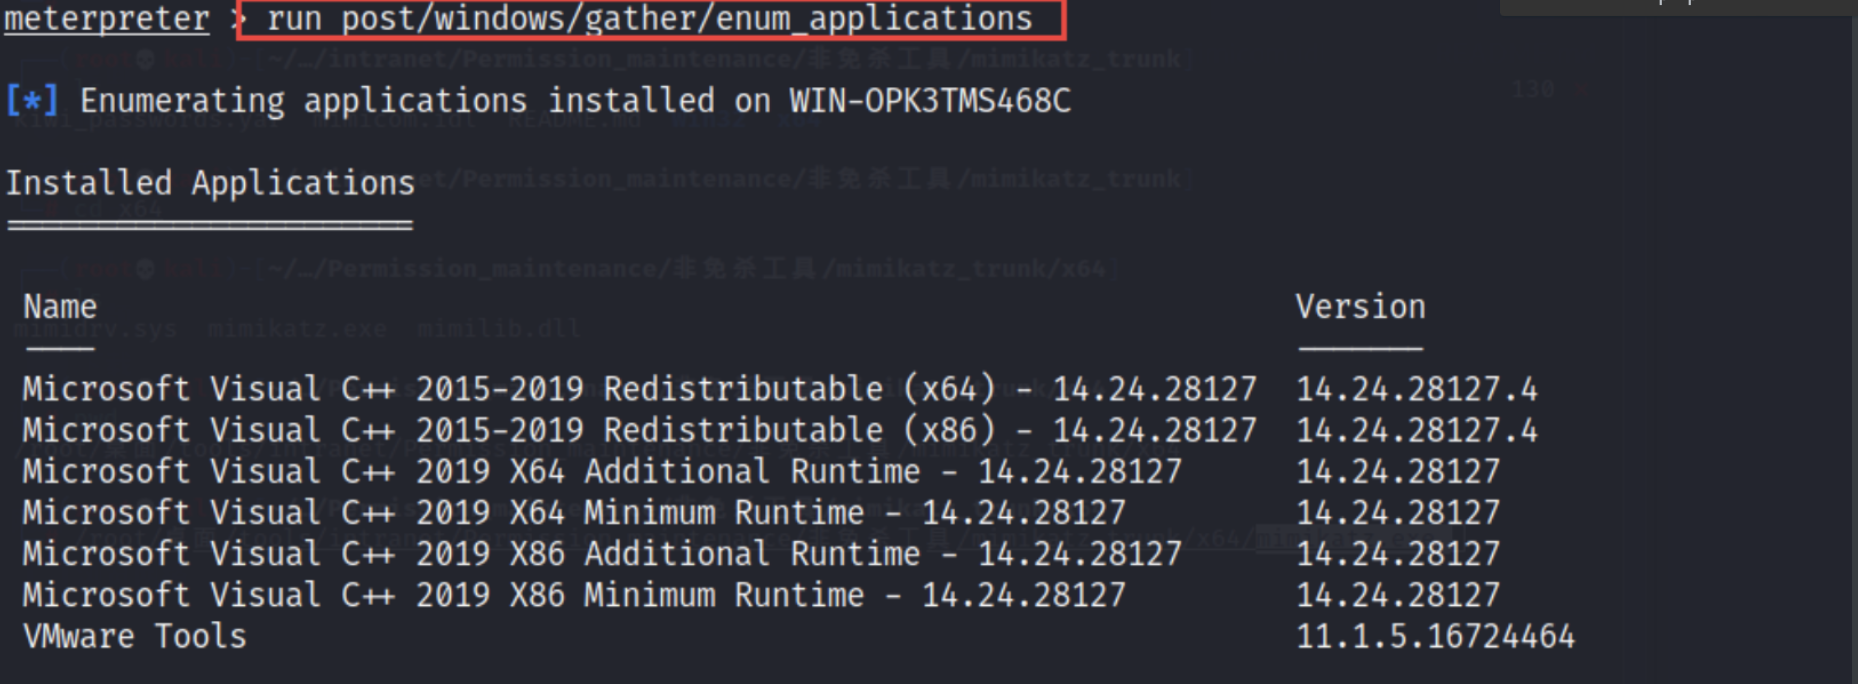 meterpreter > run post/windows/gather/enum_applications
[*] Enumerating applications installed on WIN-OPK3TMS468C
130
Installed Applications
======================
Name Version
---- -------
Microsoft Visual C++ 2015-2019 Redistributable (x64) - 14.24.28127 14.24.28127.4
Microsoft Visual C++ 2015-2019 Redistributable (x86) - 14.24.28127 14.24.28127.4
Microsoft Visual C++ 2019 X64 Additional Runtime - 14.24.28127 14.24.28127
Microsoft Visual C++ 2019 X64 Minimum Runtime - 14.24.28127 14.24.28127
Microsoft Visual C++ 2019 X86 Additional Runtime - 14.24.28127 14.24.28127
Microsoft Visual C++ 2019 X86 Minimum Runtime - 14.24.28127 14.24.28127
VMware Tools 11.1.5.16724464